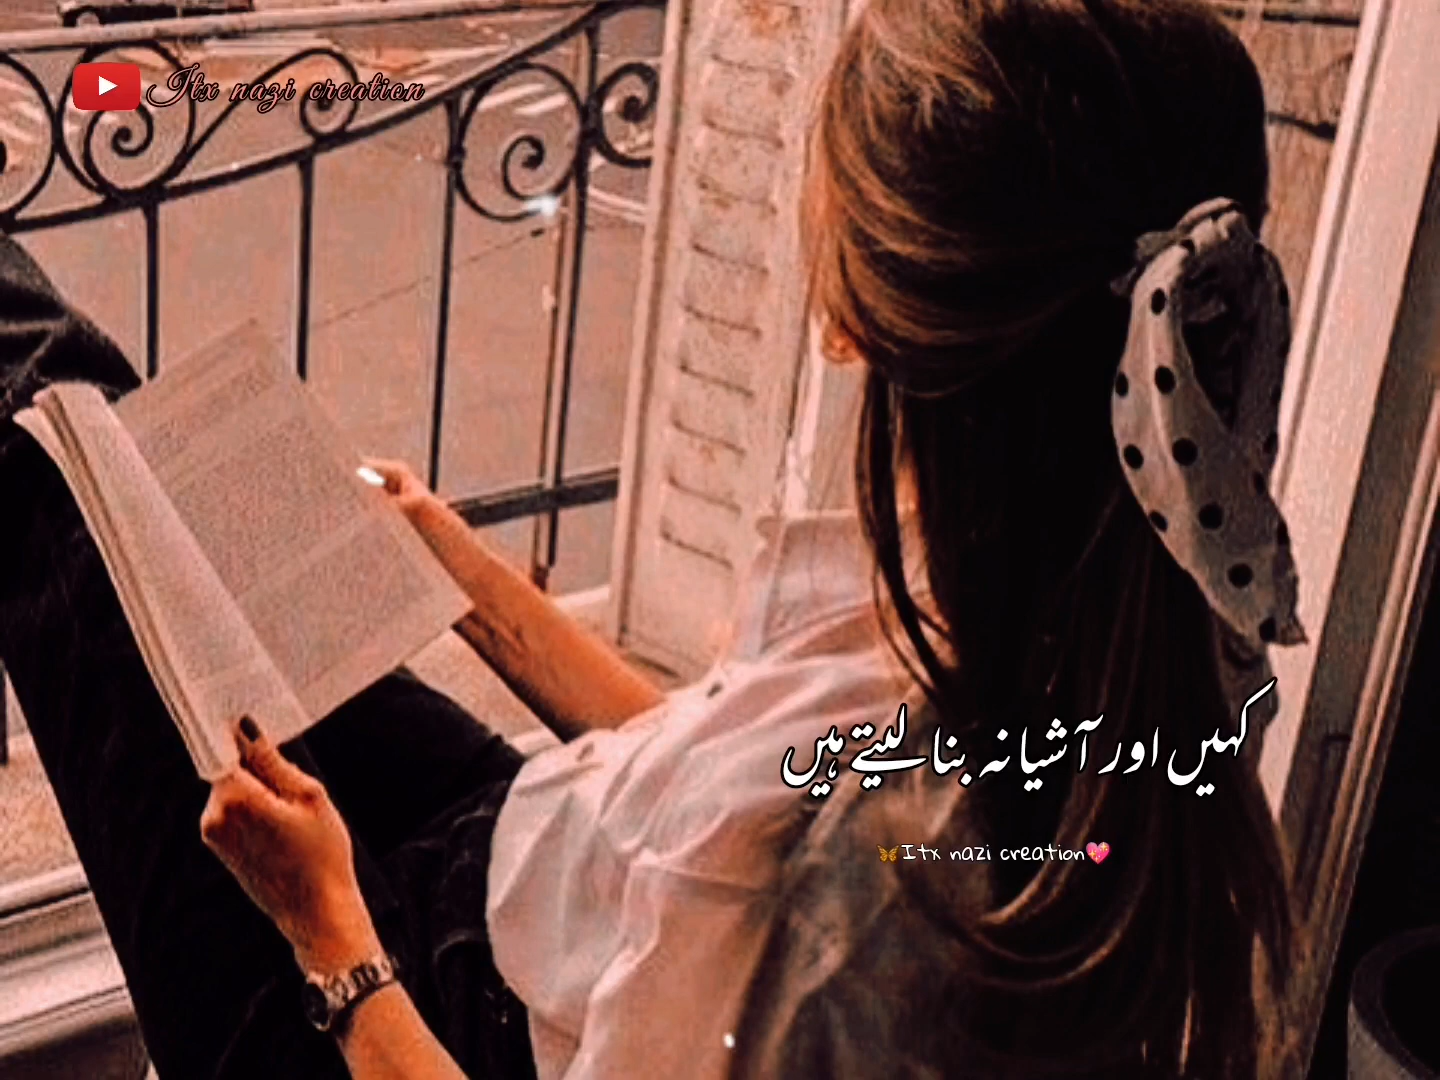 Itx nazi creation
کہیں اور آشیانہ بنا لیتے ہیں
🦋Itx nazi creation💖